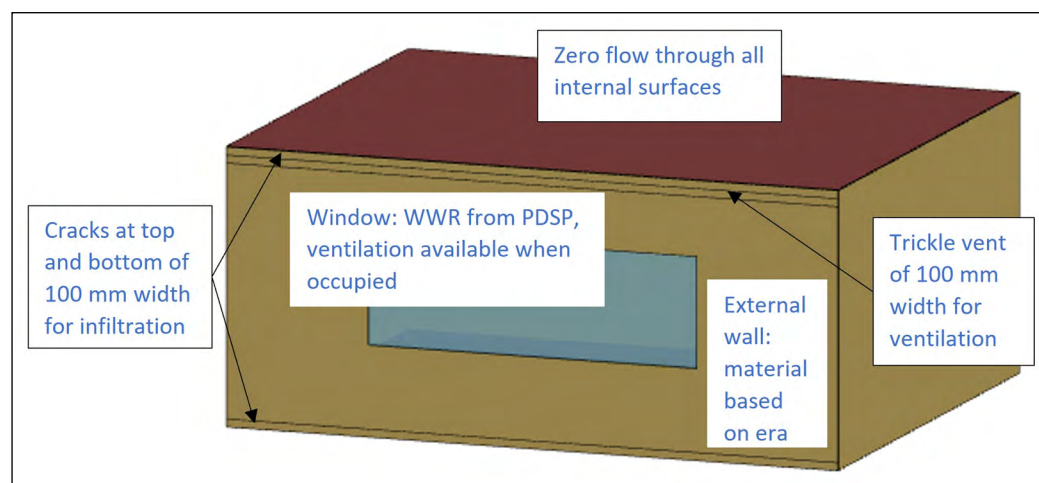 Zero flow through all
internal surfaces
Cracks at top
and bottom of
100 mm width
for infiltration
Window: WWR from PDSP,
ventilation available when
occupied
External
wall:
material
based
on era
Trickle vent
of 100 mm
width for
ventilation